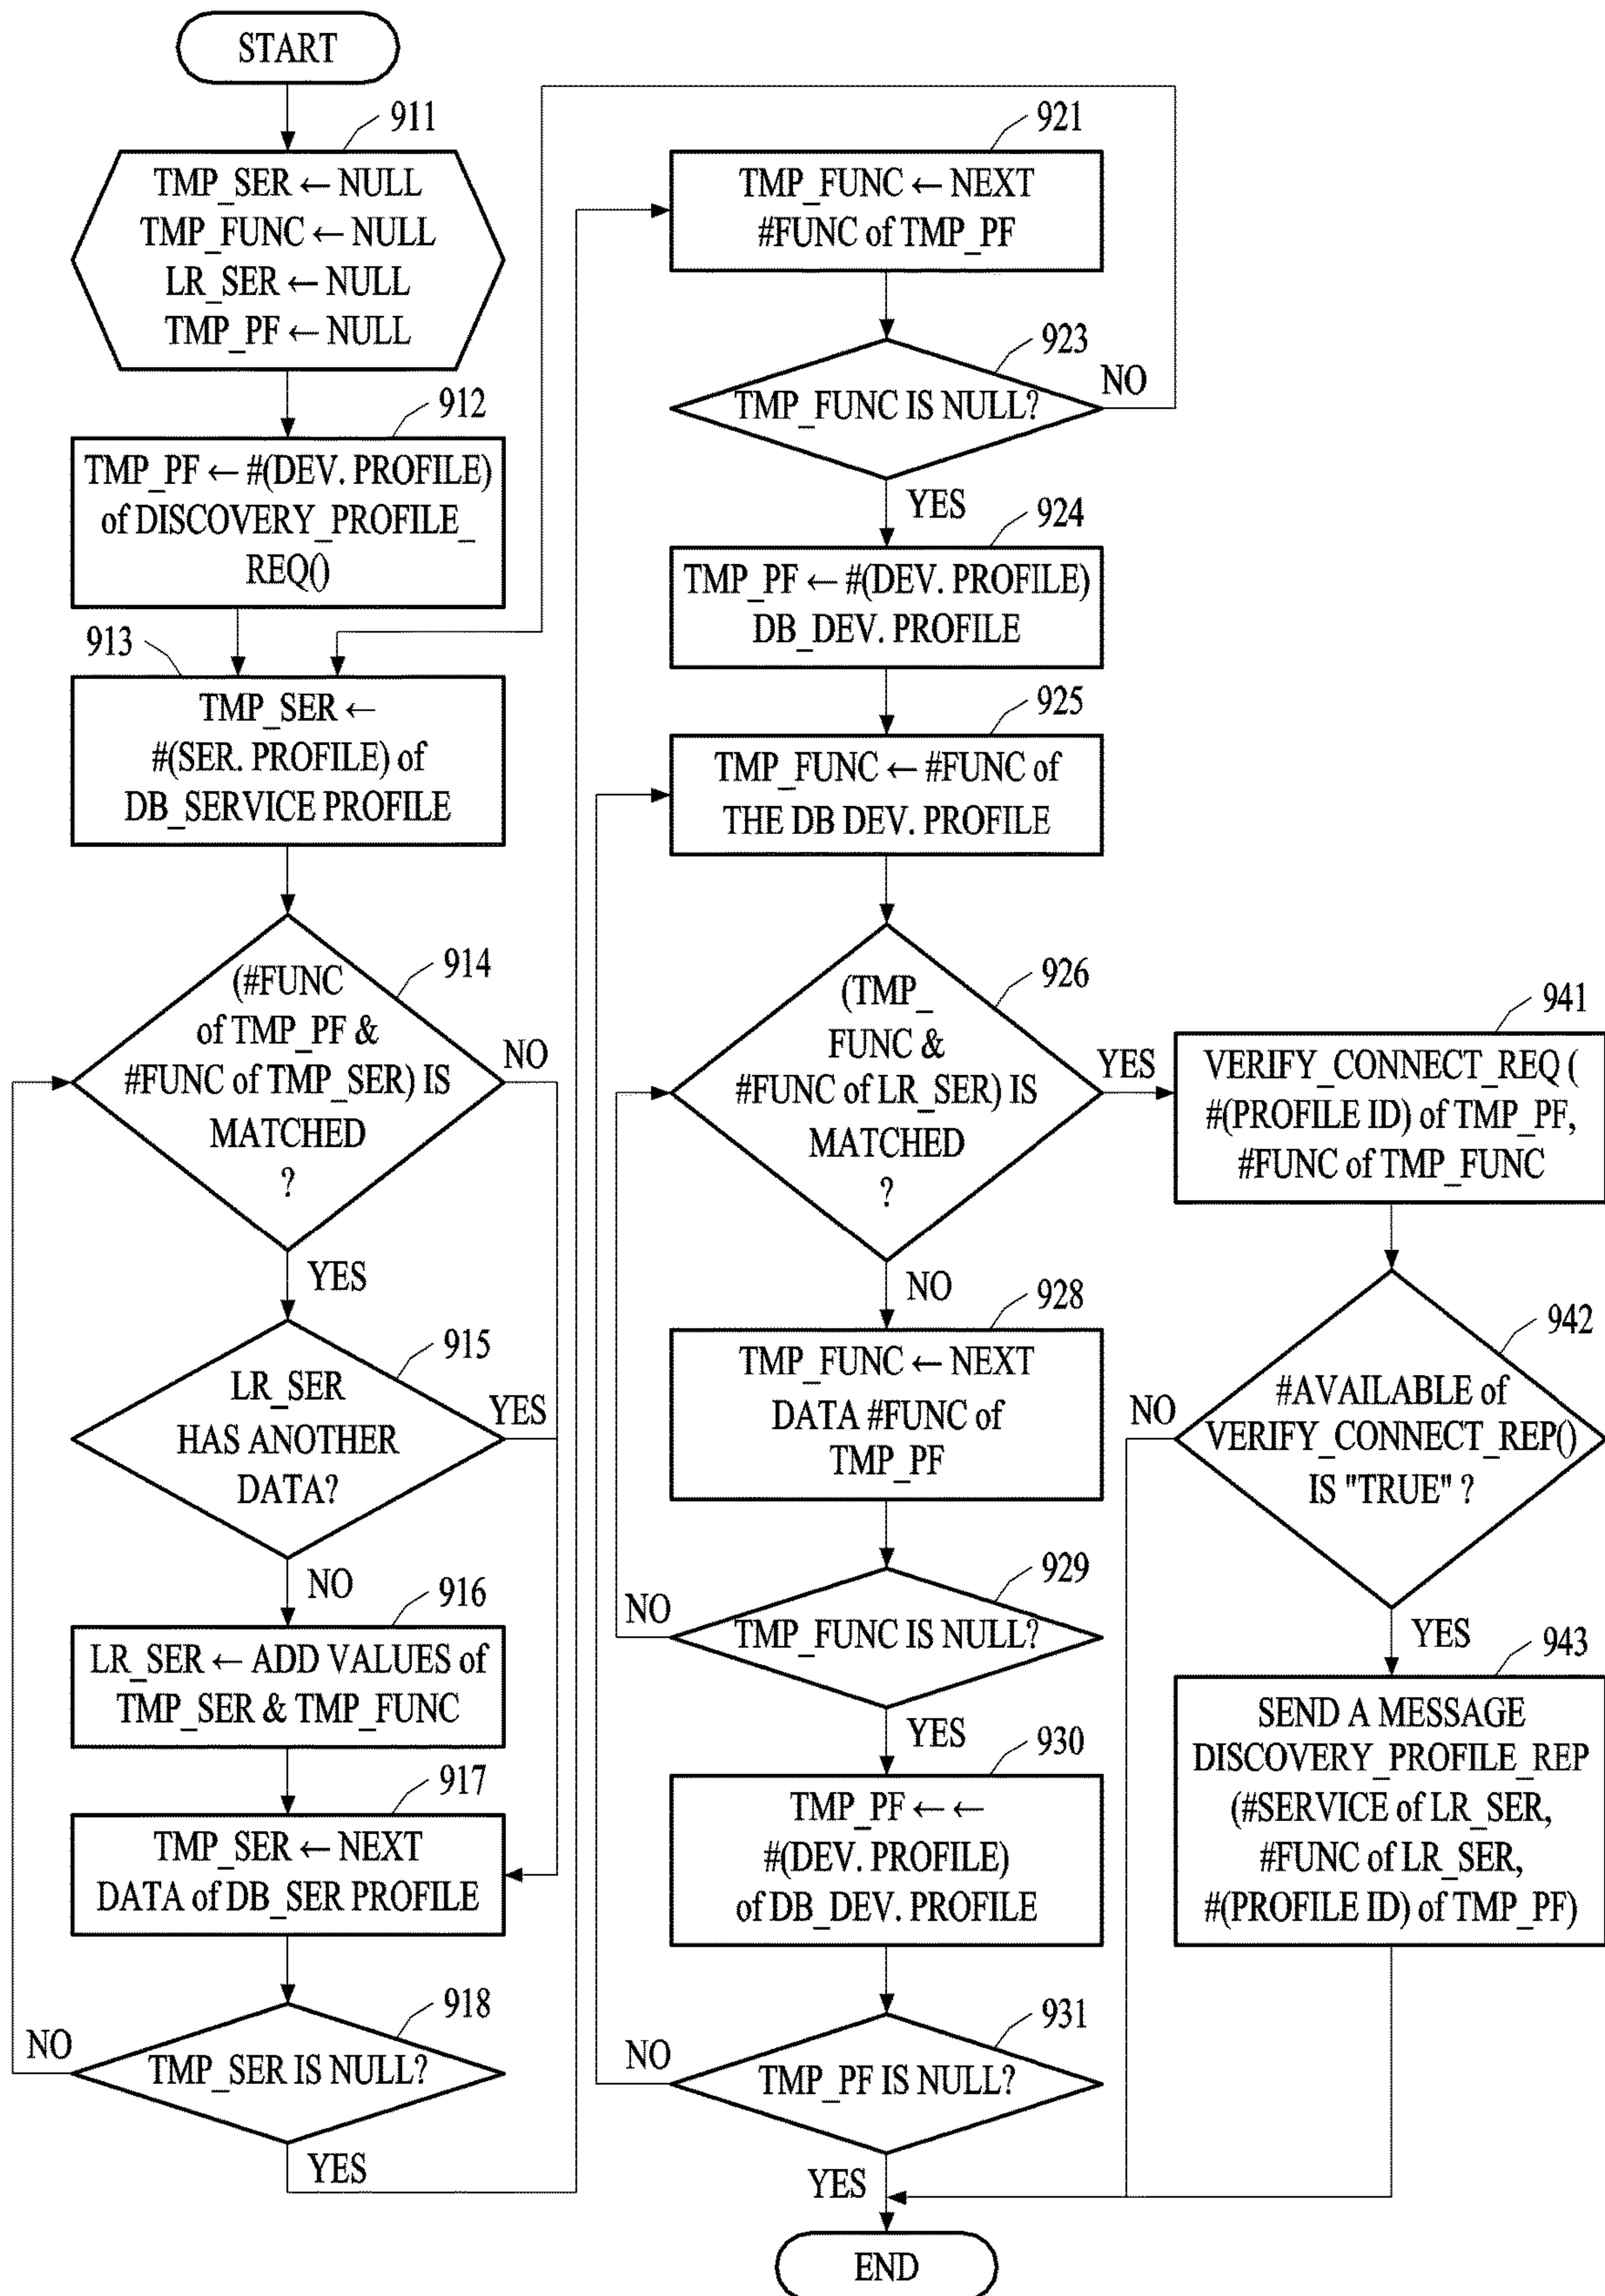 START
911
TMP_SER ← NULL
TMP_FUNC ← NULL
LR_SER ← NULL
TMP_PF ← NULL
912
TMP_PF ← #(DEV. PROFILE)
of DISCOVERY_PROFILE_
REQ()
913
TMP_SER ←
#(SER. PROFILE) of
DB_SERVICE PROFILE
914
(#FUNC
of TMP_PF &
#FUNC of TMP_SER) IS
MATCHED
?
NO
YES
915
LR_SER
HAS ANOTHER
DATA?
YES
NO
916
LR_SER ← ADD VALUES of
TMP_SER & TMP_FUNC
917
TMP_SER ← NEXT
DATA of DB_SER PROFILE
918
NO
TMP_SER IS NULL?
YES
921
TMP_FUNC ← NEXT
#FUNC of TMP_PF
923
NO
TMP_FUNC IS NULL?
YES
924
TMP_PF ← #(DEV. PROFILE)
DB_DEV. PROFILE
925
TMP_FUNC ← #FUNC of
THE DB DEV. PROFILE
926
(TMP_
FUNC &
#FUNC of LR_SER) IS
MATCHED
?
YES
NO
928
TMP_FUNC ← NEXT
DATA #FUNC of
TMP_PF
929
NO
TMP_FUNC IS NULL?
YES
930
TMP_PF ← ←
#(DEV. PROFILE)
of DB_DEV. PROFILE
931
NO
TMP_PF IS NULL?
YES
941
VERIFY_CONNECT_REQ (
#(PROFILE ID) of TMP_PF,
#FUNC of TMP_FUNC
942
NO
#AVAILABLE of
VERIFY_CONNECT_REP()
IS "TRUE" ?
YES
943
SEND A MESSAGE
DISCOVERY_PROFILE_REP
(#SERVICE of LR_SER,
#FUNC of LR_SER,
#(PROFILE ID) of TMP_PF)
END